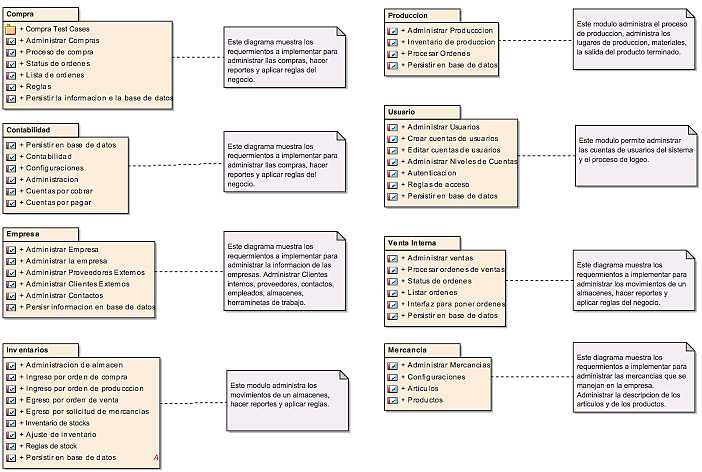 Compra
+ Compra Test Cases
+ Administrar Compras
+ Proceso de compra
+ Status de ordenes
+ Lista de ordenes
+ Reglas
+ Persistir la informacion e la base de datos
Este diagrama muestra los
requermientos a implementar para
administrar llas compras, hacer
reportes y aplicar reglas del
negocio.
Contabilidad
+ Persistir en base de datos
+ Contabilidad
+ Configuraciones
+ Administracion
+ Cuentas por cobrar
+ Cuentas por pagar
Este diagrama muestra los
requermientos a implementar para
administrar llas compras, hacer
reportes y aplicar reglas del
negocio.
Empresa
+ Administrar Empresa
+ Administrar la empresa
+ Administrar Proveedores Externos
+ Administrar Clientes Externos
+ Administrar Contactos
+ Persisr informacion en base de datos
Este diagrama muestra los
requermientos a implementar para
administrar la informacion de las
empresas. Administrar Clientes
internos, proveedores, contactos,
empleados, almacenes,
herraminetas de trabajo.
Inventarios
+ Administracion de almacen
+ Ingreso por orden de compra
+ Ingreso por orden de producccion
+ Egreso por orden de venta
+ Egreso por solicitud de mercancias
+ Inventario de stocks
+ Ajuste de inventario
+ Reglas de stock
+ Persistir en base de datos
A
Este modulo administra los
movimientos de un almacenes,
hacer reportes y aplicar reglas.
Produccion
+ Administrar Producccion
+ Inventario de produccion
+ Procesar Ordenes
+ Persistir en base de datos
Este modulo administra el proceso
de produccion, administra los
lugares de produccion, materiales,
la salida del producto terminado.
Usuario
+ Administrar Usuarios
+ Crear cuentas de usuarios
+ Editar cuentas de usuarios
+ Administrar Niveles de Cuentas
+ Autenticacion
+ Reglas de acceso
+ Persistir en base de datos
Este modulo permite adminstrar
las cuentas de usuarios del sistema
y el proceso de logeo.
Venta Interna
+ Administrar ventas
+ Procesar ordenes de ventas
+ Status de ordenes
+ Listar ordenes
+ Interfaz para poner ordenes
+ Persistir en base de datos
Este diagrama muestra los
requermientos a implementar para
administrar los movimientos de un
almacenes, hacer reportes y
aplicar reglas del negocio.
Mercancia
+ Administrar Mercancias
+ Configuraciones
+ Articulos
+ Productos
Este diagrama muestra los
requermientos a implementar para
administrar las mercancias que se
manejan en la empresa.
Administrar la descripcion de los
articulos y de los productos.